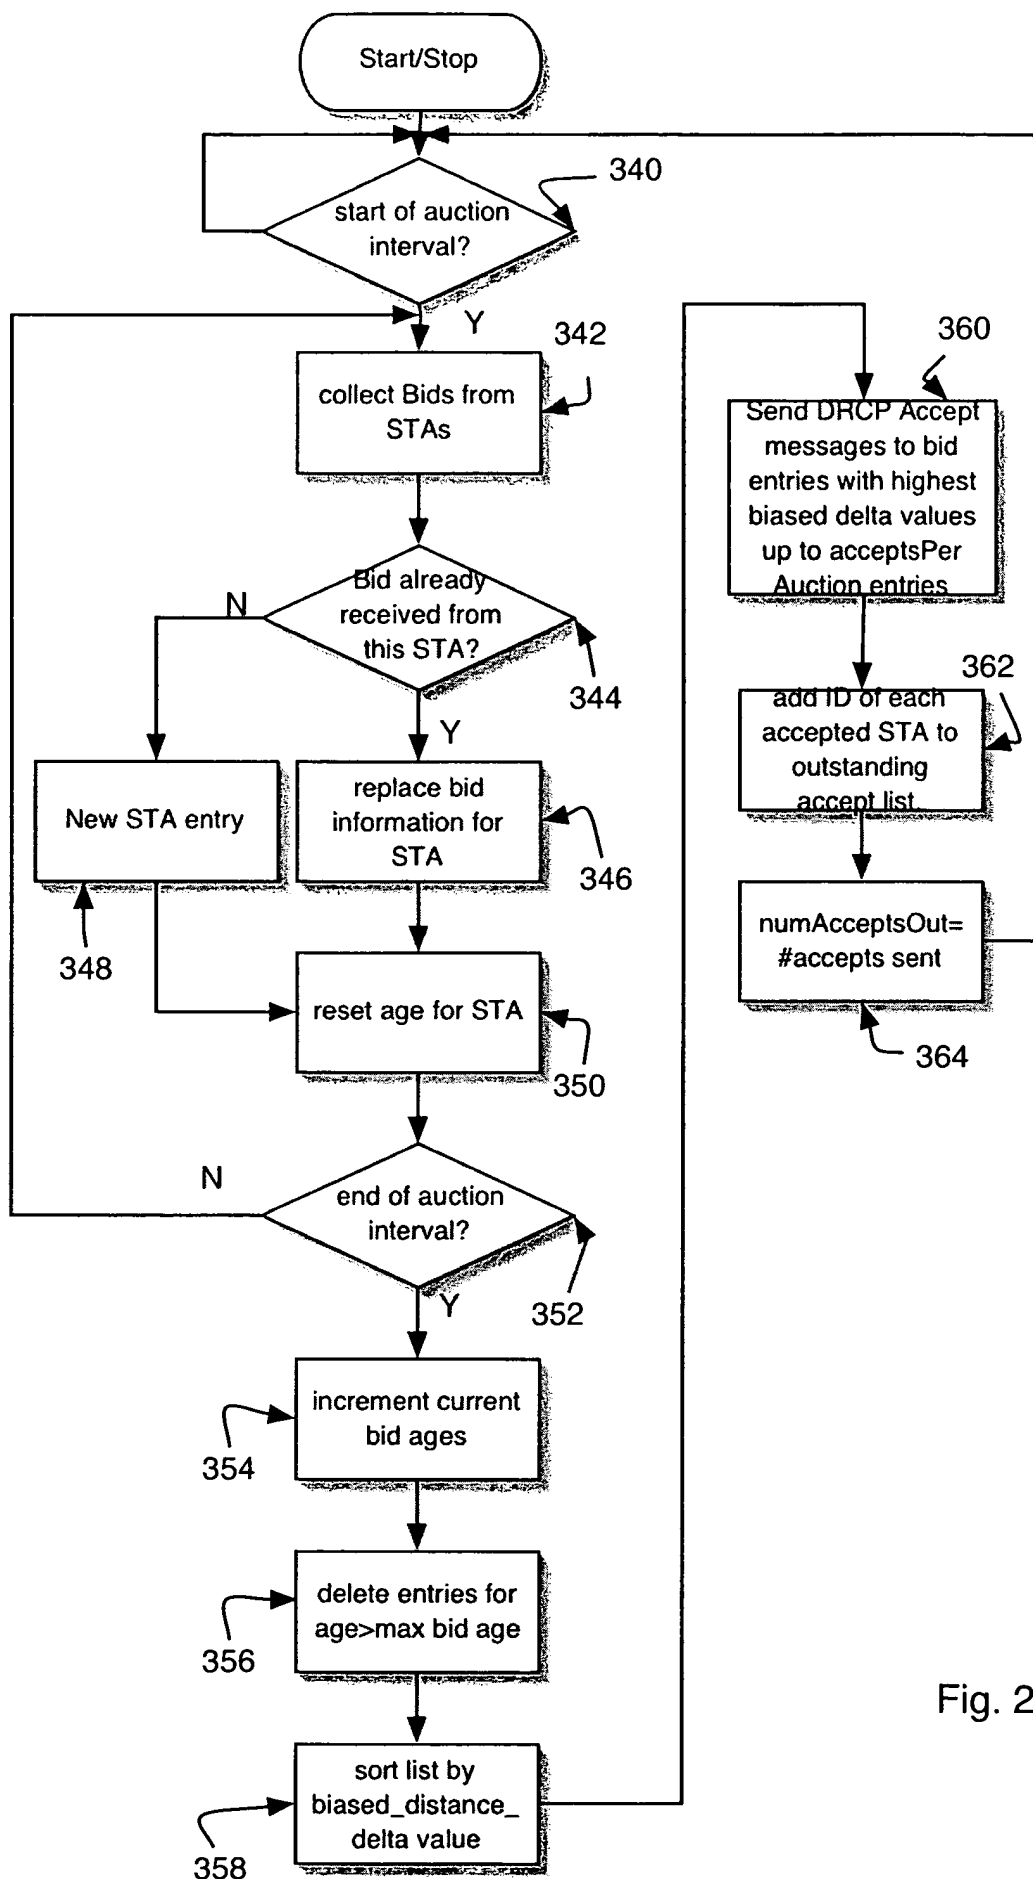 Start/Stop
start of auction
interval?
340
Y
342
collect Bids from
STAs
Bid already
received from
this STA?
N
344
Y
New STA entry
348
replace bid
information for
STA
346
reset age for STA
350
end of auction
interval?
N
352
Y
increment current
bid ages
354
delete entries for
age>max bid age
356
sort list by
biased_distance_
delta value
358
360
Send DRCP Accept
messages to bid
entries with highest
biased delta values
up to acceptsPer
Auction entries
362
add ID of each
accepted STA to
outstanding
accept list.
numAcceptsOut=
#accepts sent
364
Fig. 2